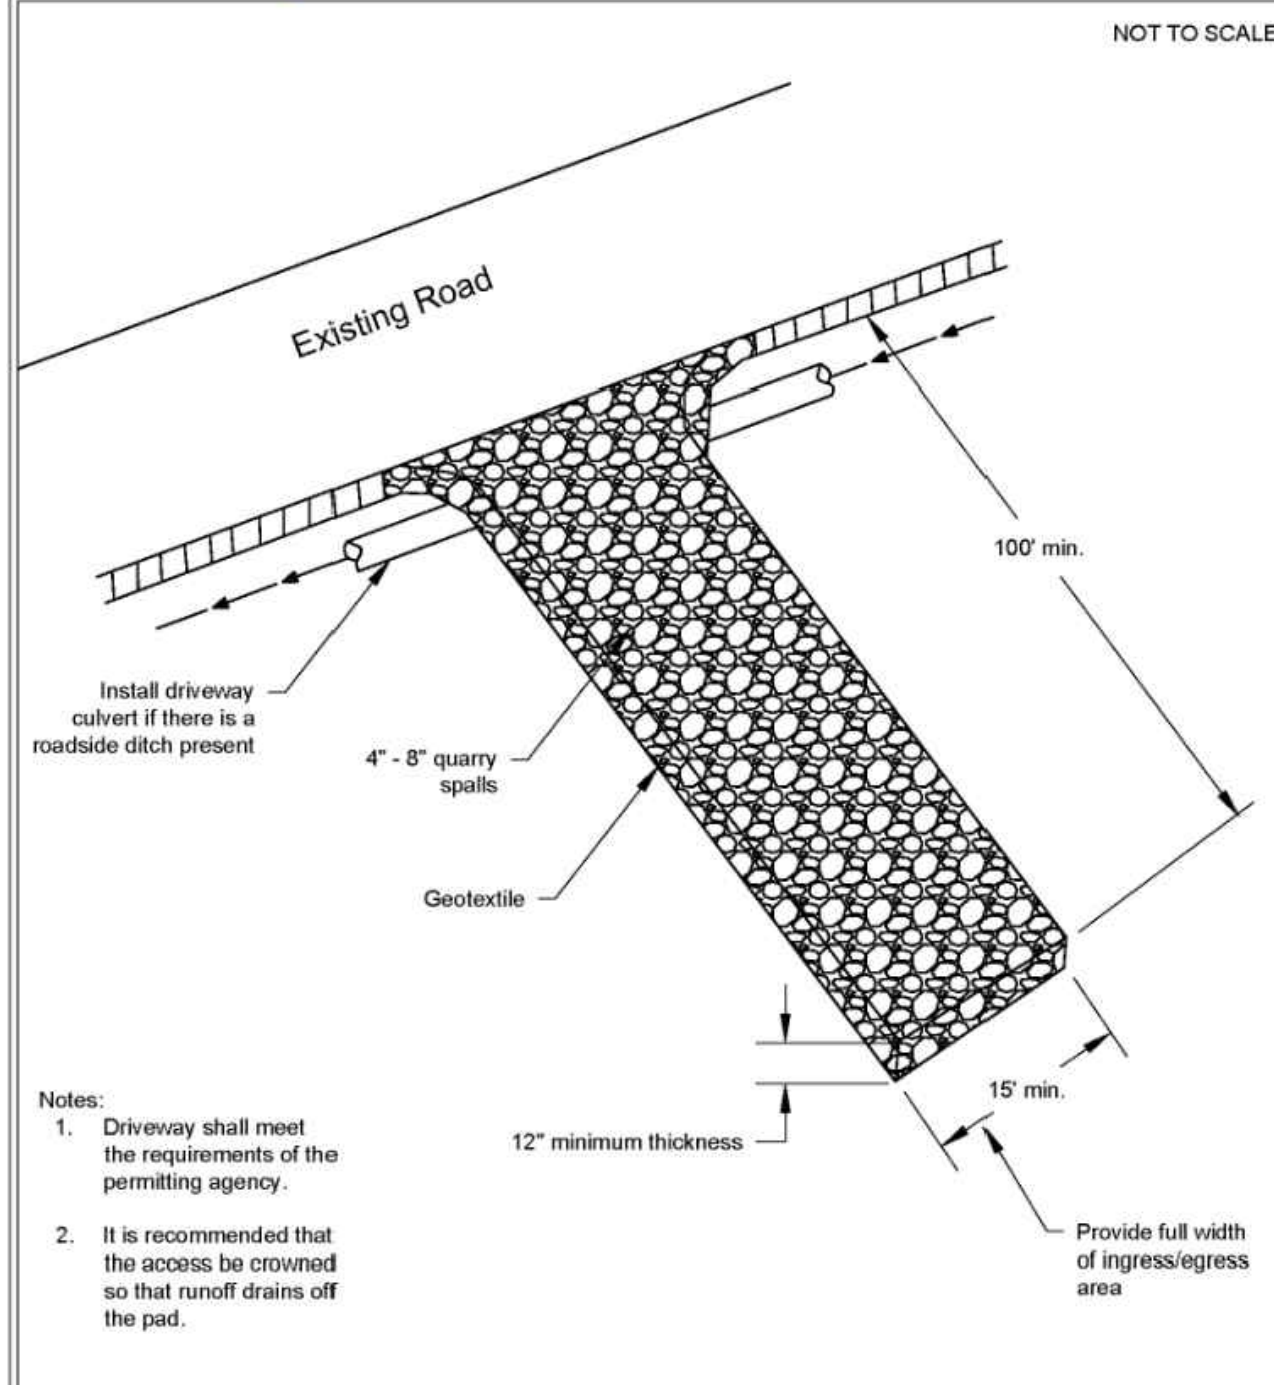 NOT TO SCALE
Existing Road
100' min.
Install driveway
culvert if there is a
roadside ditch present
4" - 8" quarry
spalls
Geotextile
15' min.
12" minimum thickness
Provide full width
of ingress/egress
area
Notes:
1. Driveway shall meet
the requirements of the
permitting agency.
2. It is recommended that
the access be crowned
so that runoff drains off
the pad.